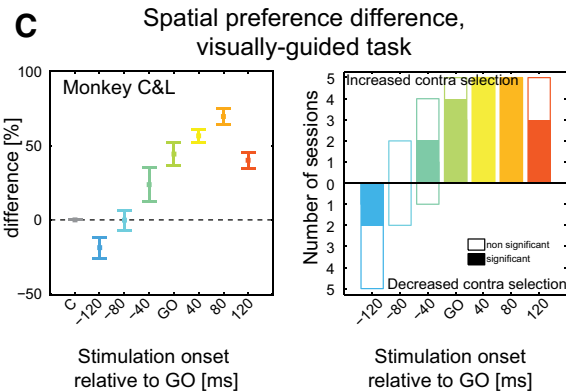 C
Spatial preference difference,
visually-guided task
Monkey C&L
difference [%]
100
50
0
−50
C
−120
−80
−40
GO
40
80
120
Stimulation onset
relative to GO [ms]
Increased contra selection
Number of sessions
5
4
3
2
1
0
1
2
3
4
5
non significant
significant
Decreased contra selection
−120
−80
−40
GO
40
80
120
Stimulation onset
relative to GO [ms]